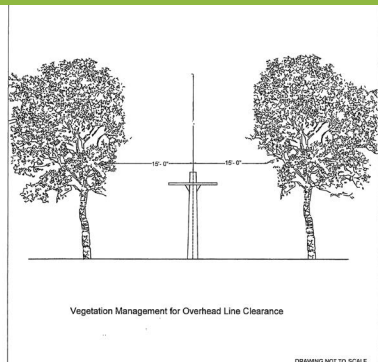 15'- 0" 15'- 0"
Vegetation Management for Overhead Line Clearance
DRAWING NOT TO SCALE